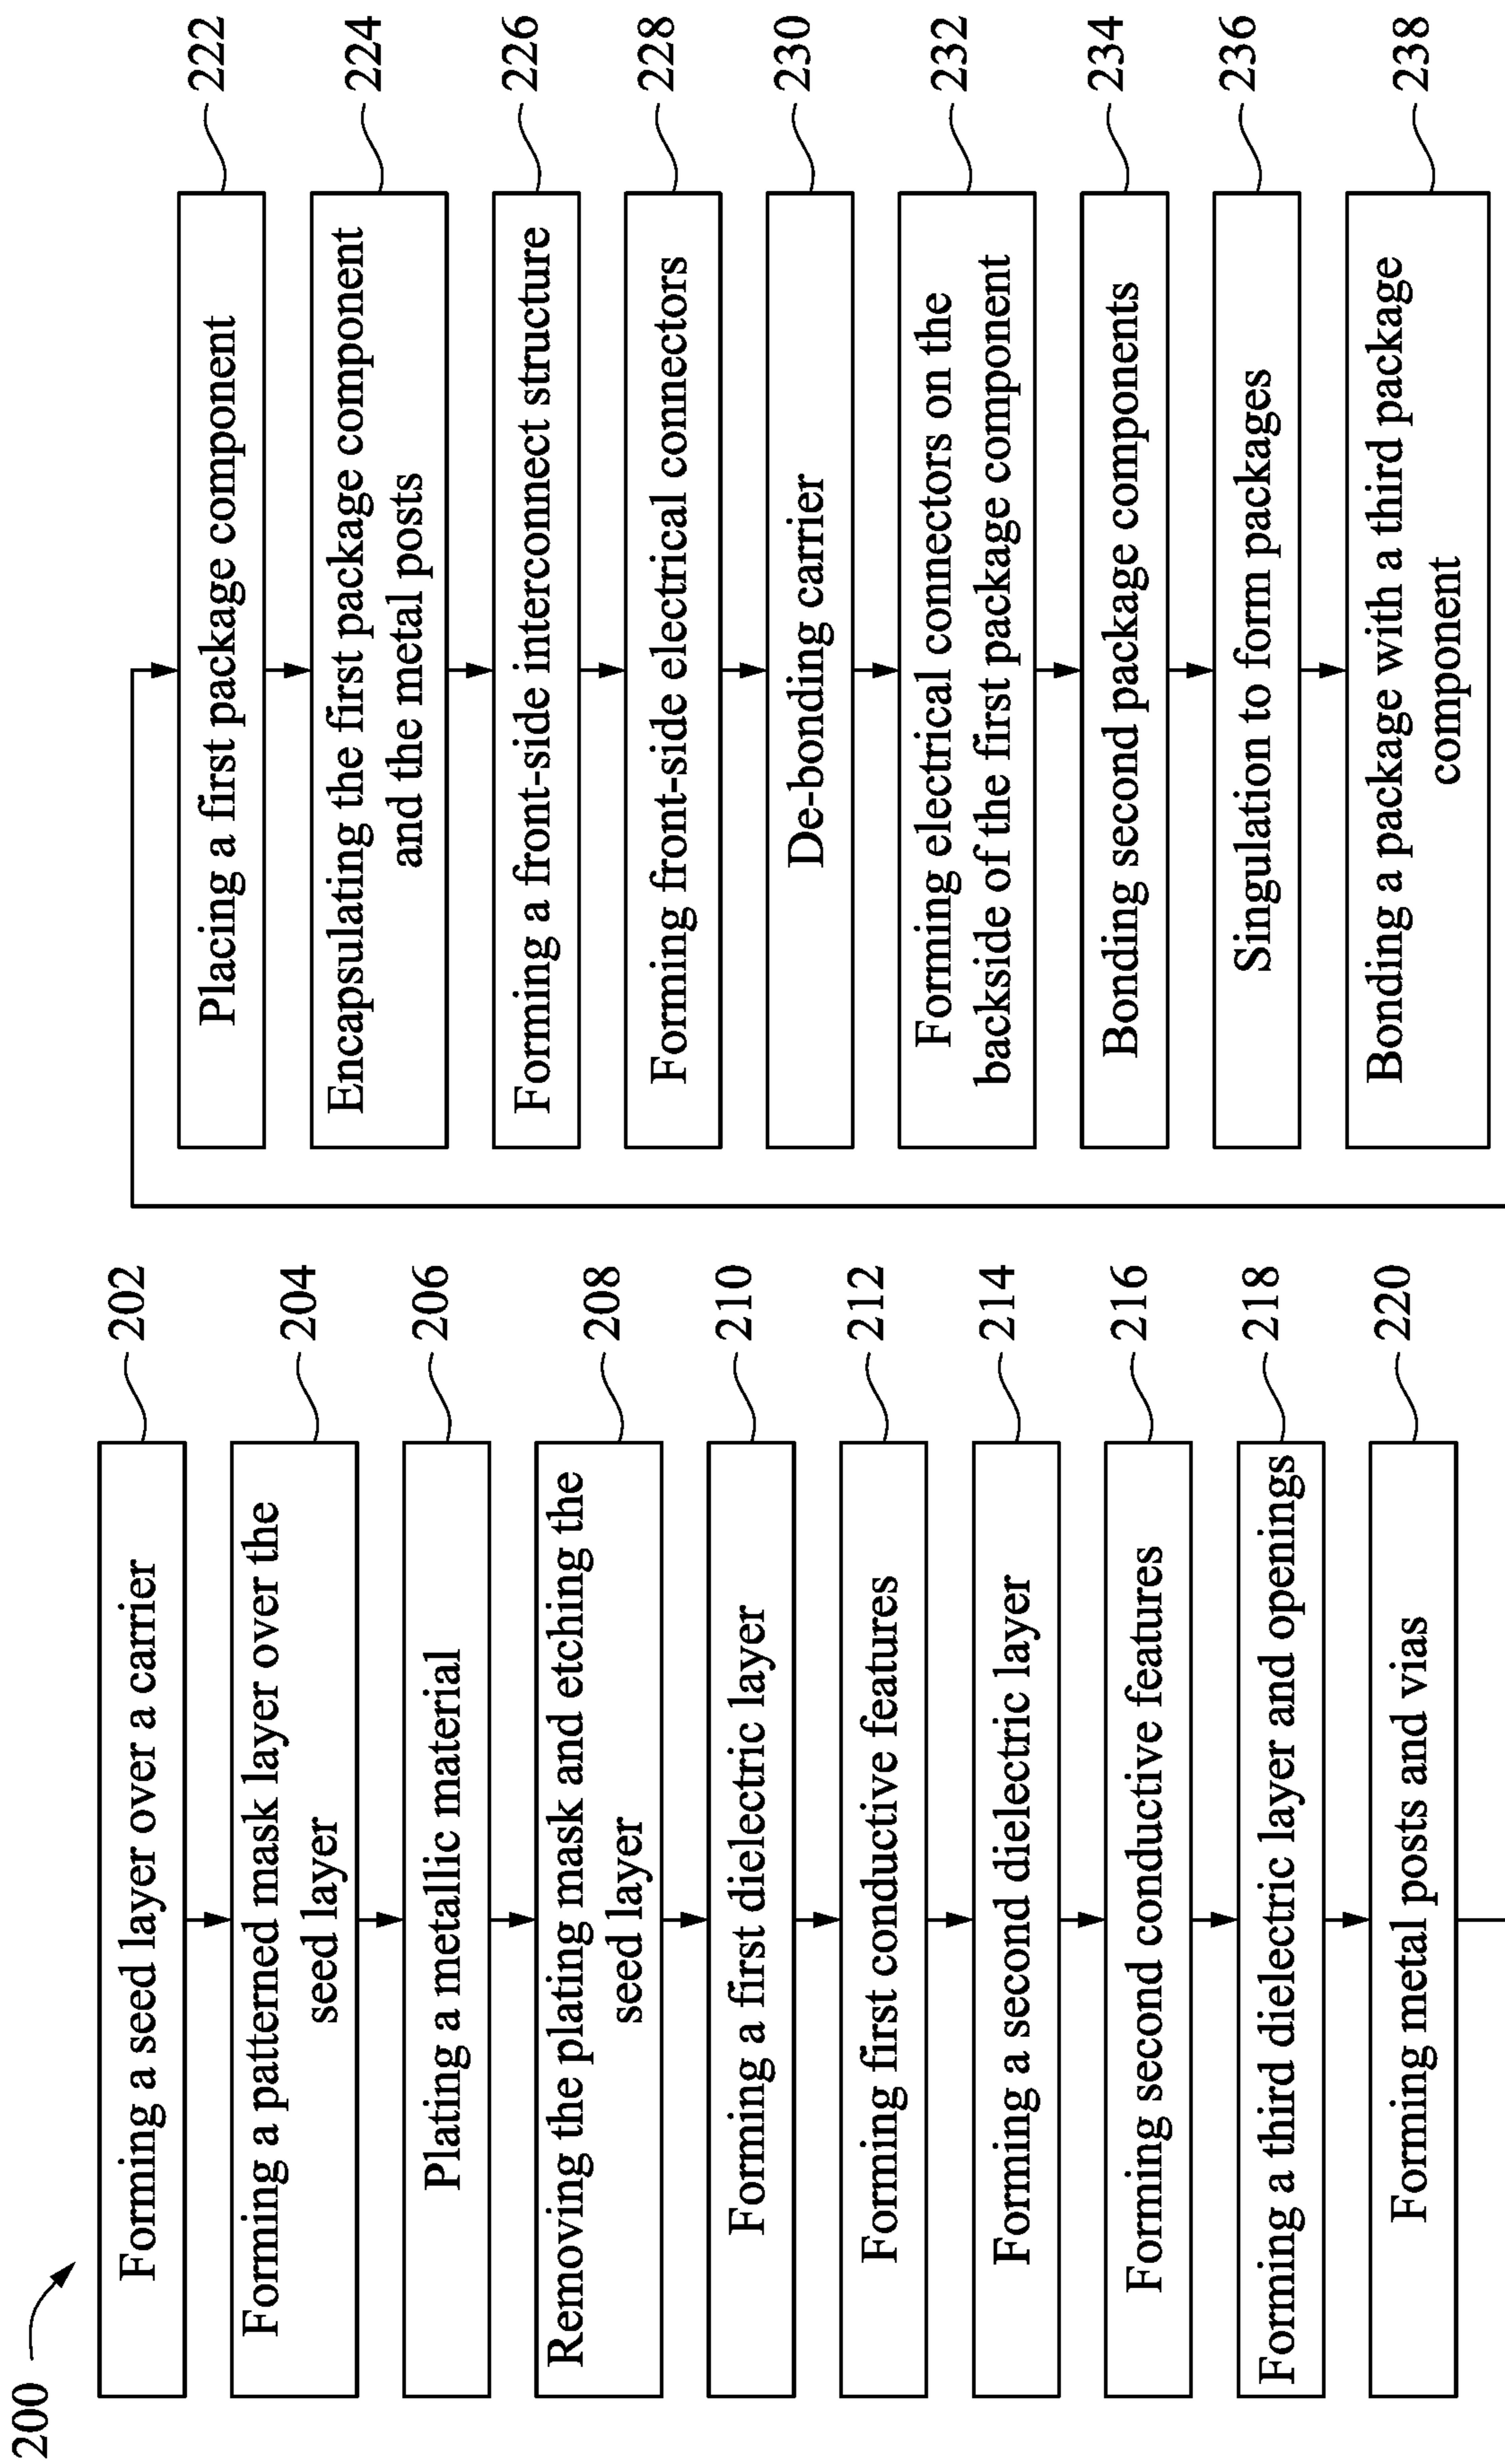 200
Forming a seed layer over a carrier
202
Forming a patterned mask layer over the
seed layer
204
Plating a metallic material
206
Removing the plating mask and etching the
seed layer
208
Forming a first dielectric layer
210
Forming first conductive features
212
Forming a second dielectric layer
214
Forming second conductive features
216
Forming a third dielectric layer and openings
218
Forming metal posts and vias
220
Placing a first package component
222
Encapsulating the first package component
and the metal posts
224
Forming a front-side interconnect structure
226
Forming front-side electrical connectors
228
De-bonding carrier
230
Forming electrical connectors on the
backside of the first package component
232
Bonding second package components
234
Singulation to form packages
236
Bonding a package with a third package
component
238